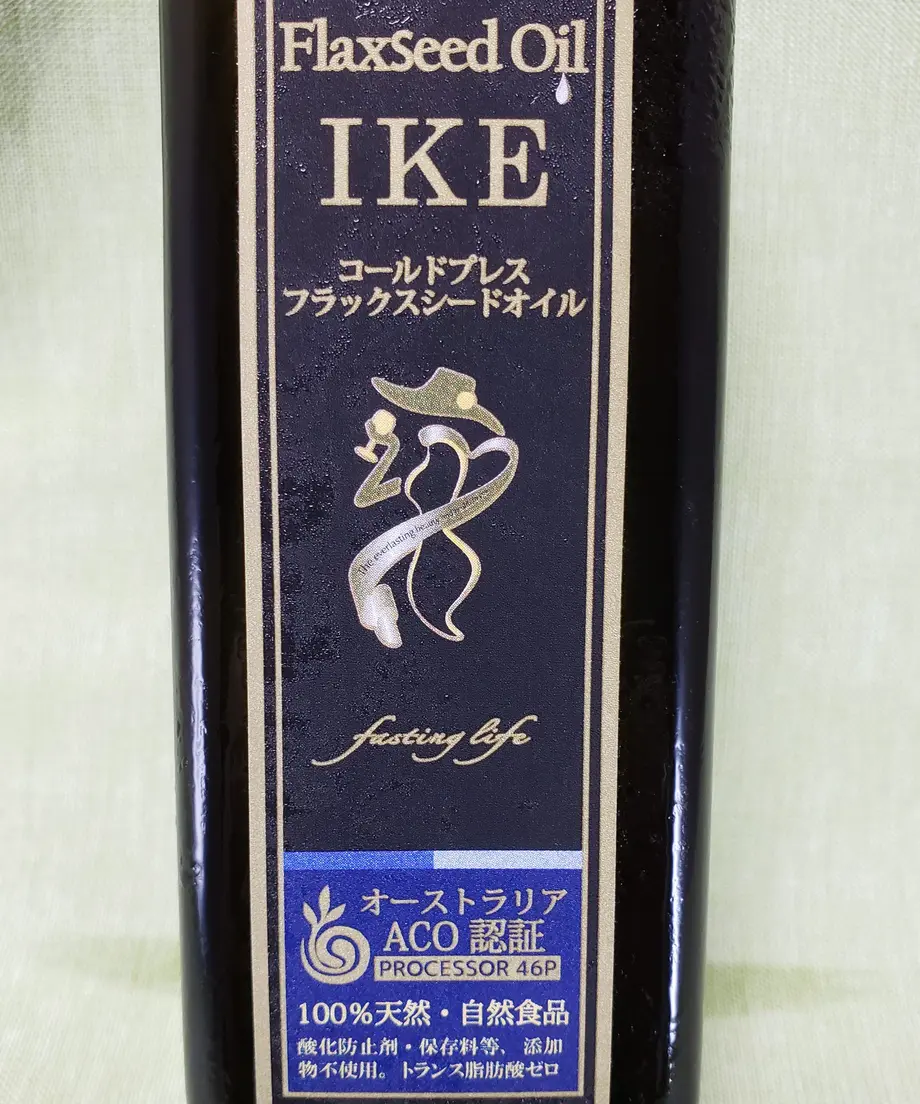 Flaxseed Oil
IKE
コールドプレス
フラックスシードオイル
The everlasting beauty
fasting life
オーストラリア
ACO 認証
PROCESSOR 46P
100%天然・自然食品
酸化防止剤・保存料等、添加
物不使用。トランス脂肪酸ゼロ